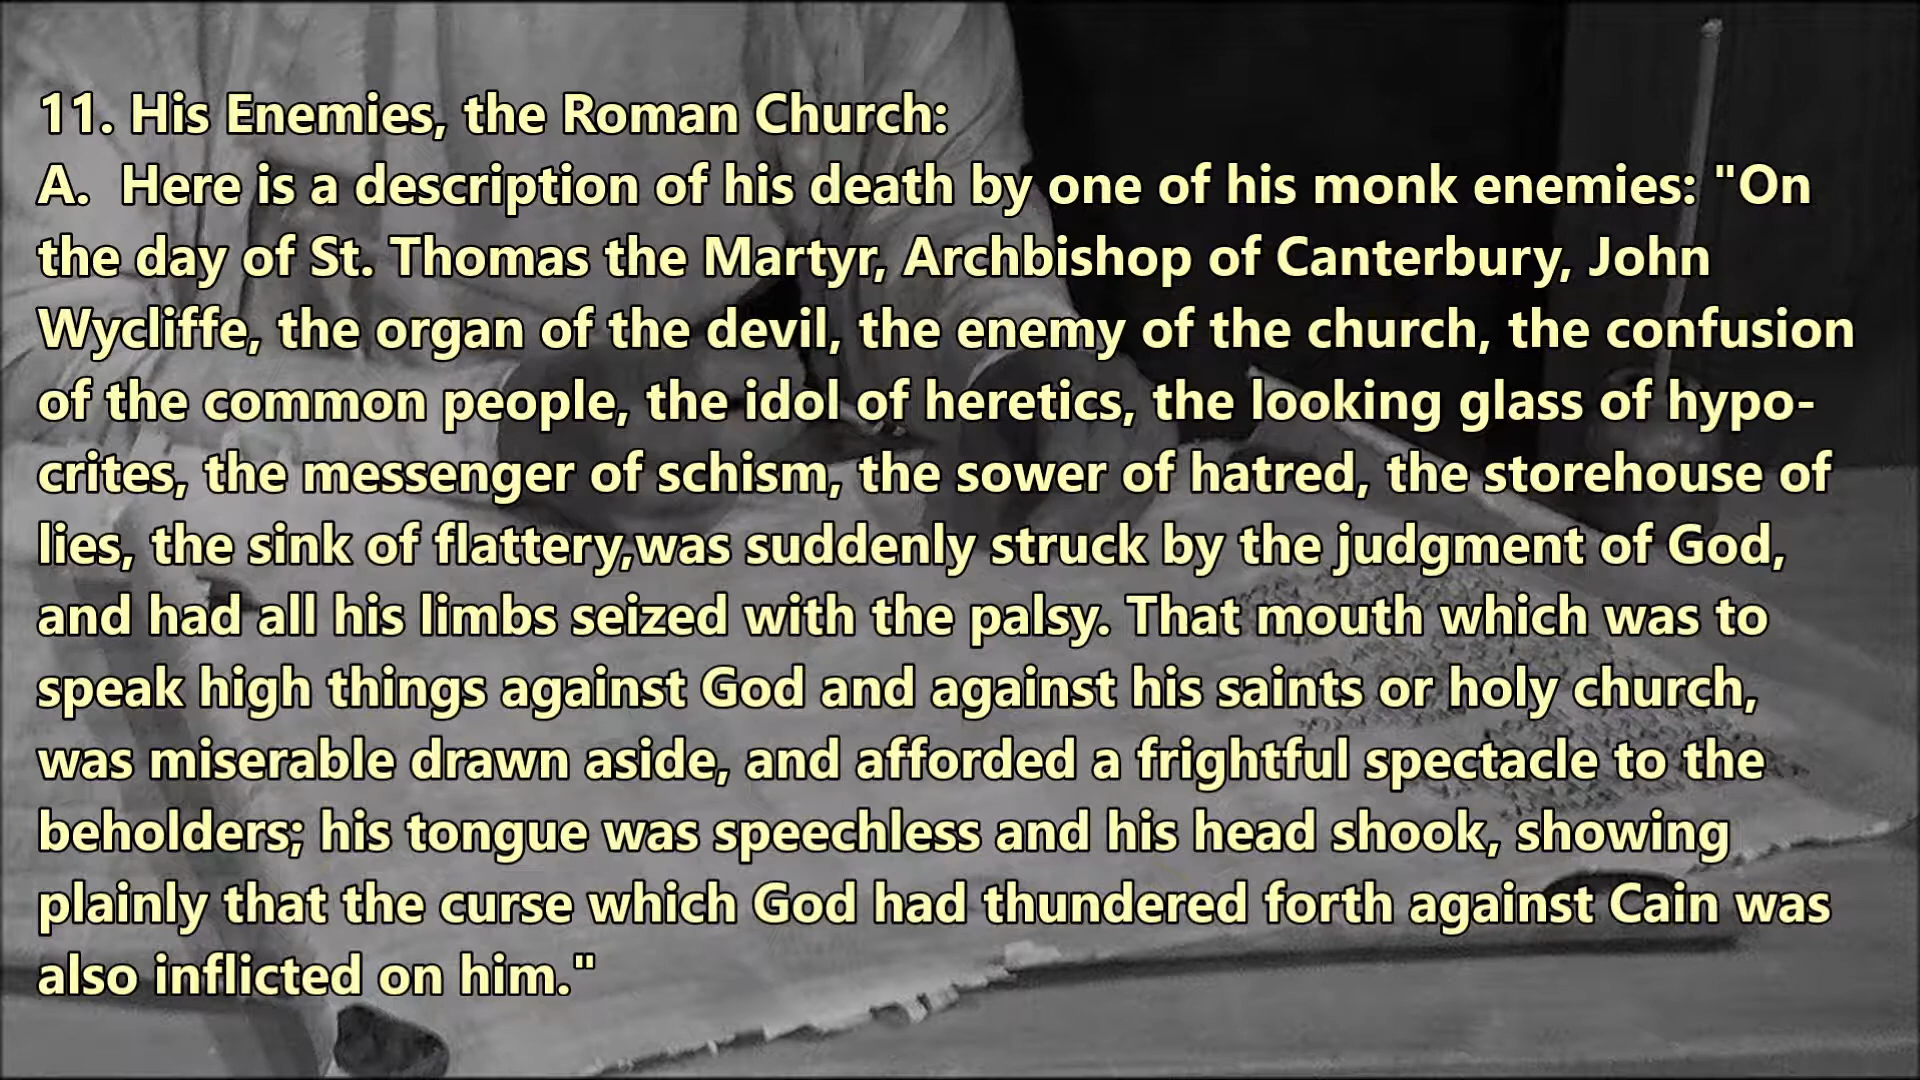 11. His Enemies, the Roman Church:
A.  Here is a description of his death by one of his monk enemies: "On
the day of St. Thomas the Martyr, Archbishop of Canterbury, John
Wycliffe, the organ of the devil, the enemy of the church, the confusion
of the common people, the idol of heretics, the looking glass of hypo-
crites, the messenger of schism, the sower of hatred, the storehouse of
lies, the sink of flattery,was suddenly struck by the judgment of God,
and had all his limbs seized with the palsy. That mouth which was to
speak high things against God and against his saints or holy church,
was miserable drawn aside, and afforded a frightful spectacle to the
beholders; his tongue was speechless and his head shook, showing
plainly that the curse which God had thundered forth against Cain was
also inflicted on him."